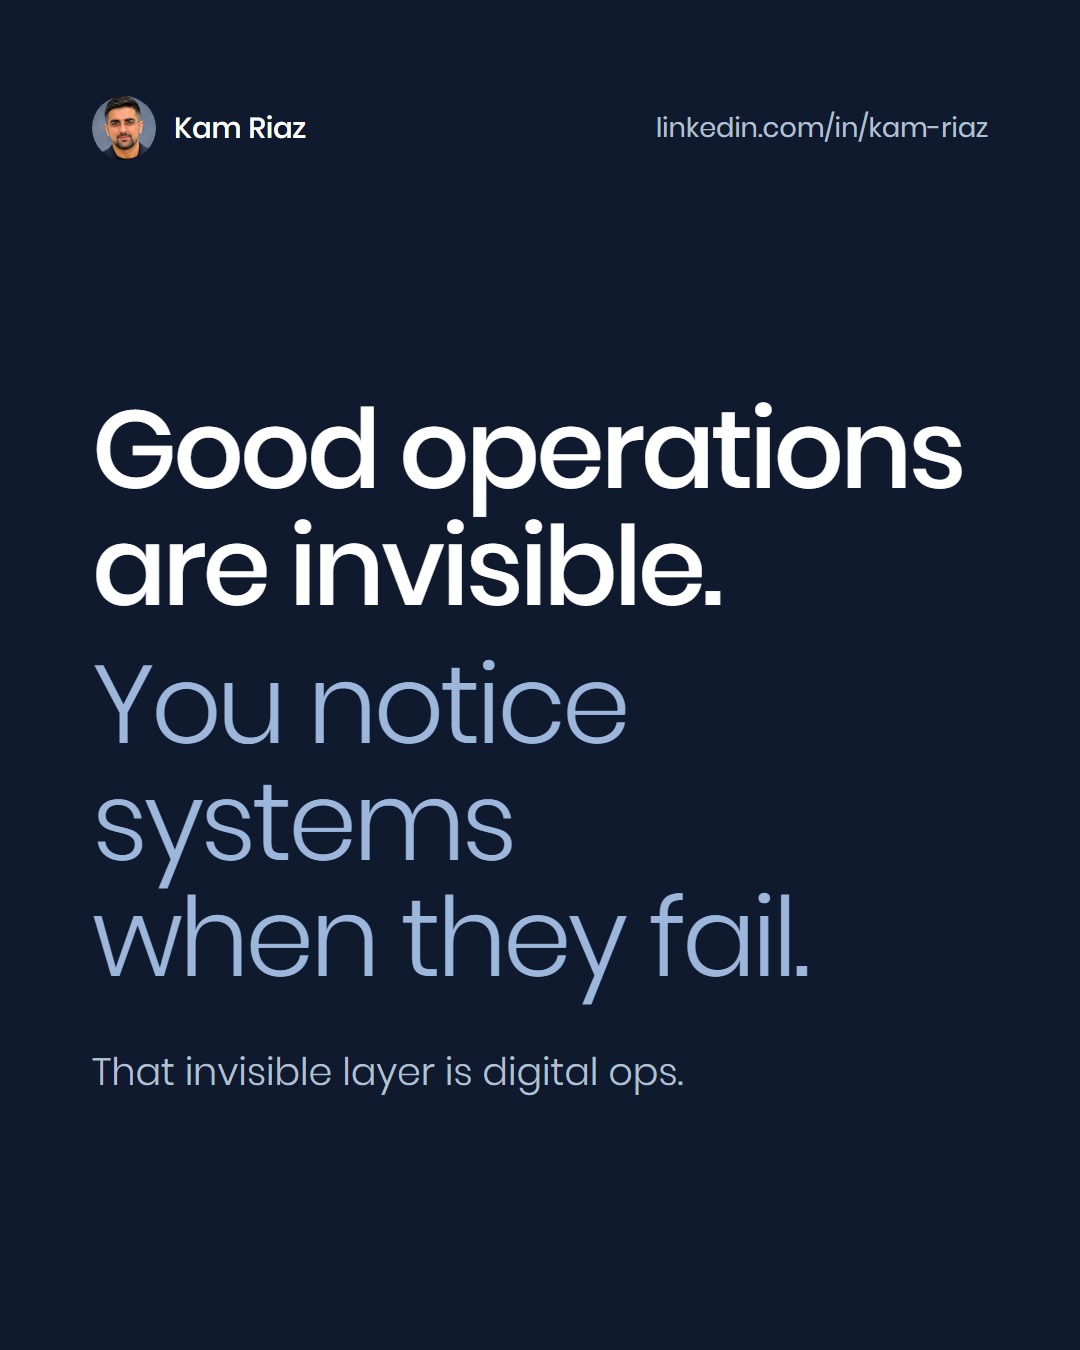 Kam Riaz
linkedin.com/in/kam-riaz
Good operations
are invisible.
You notice
systems
when they fail.
That invisible layer is digital ops.